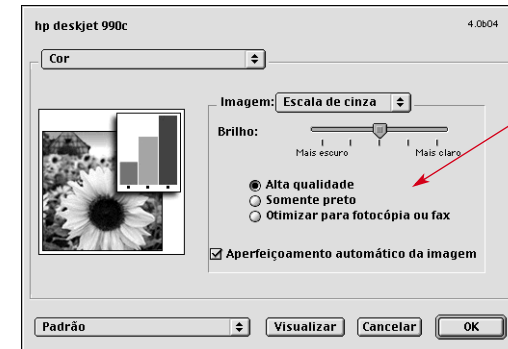 hp deskjet 990c
4.0b04
Cor
Imagem: Escala de cinza
Brilho:
Mais escuro Mais claro
Alta qualidade
Somente preto
Otimizar para fotocópia ou fax
Aperfeiçoamento automático da imagem
Padrão Visualizar Cancelar OK